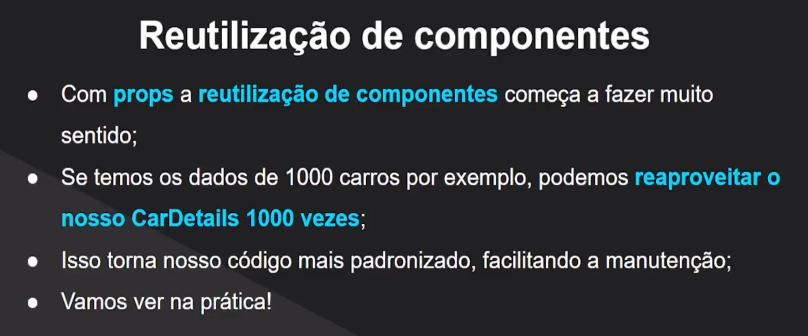 Reutilização de componentes
● Com props a reutilização de componentes começa a fazer muito
sentido;
● Se temos os dados de 1000 carros por exemplo, podemos reaproveitar o
nosso CarDetails 1000 vezes;
● Isso torna nosso código mais padronizado, facilitando a manutenção;
● Vamos ver na prática!